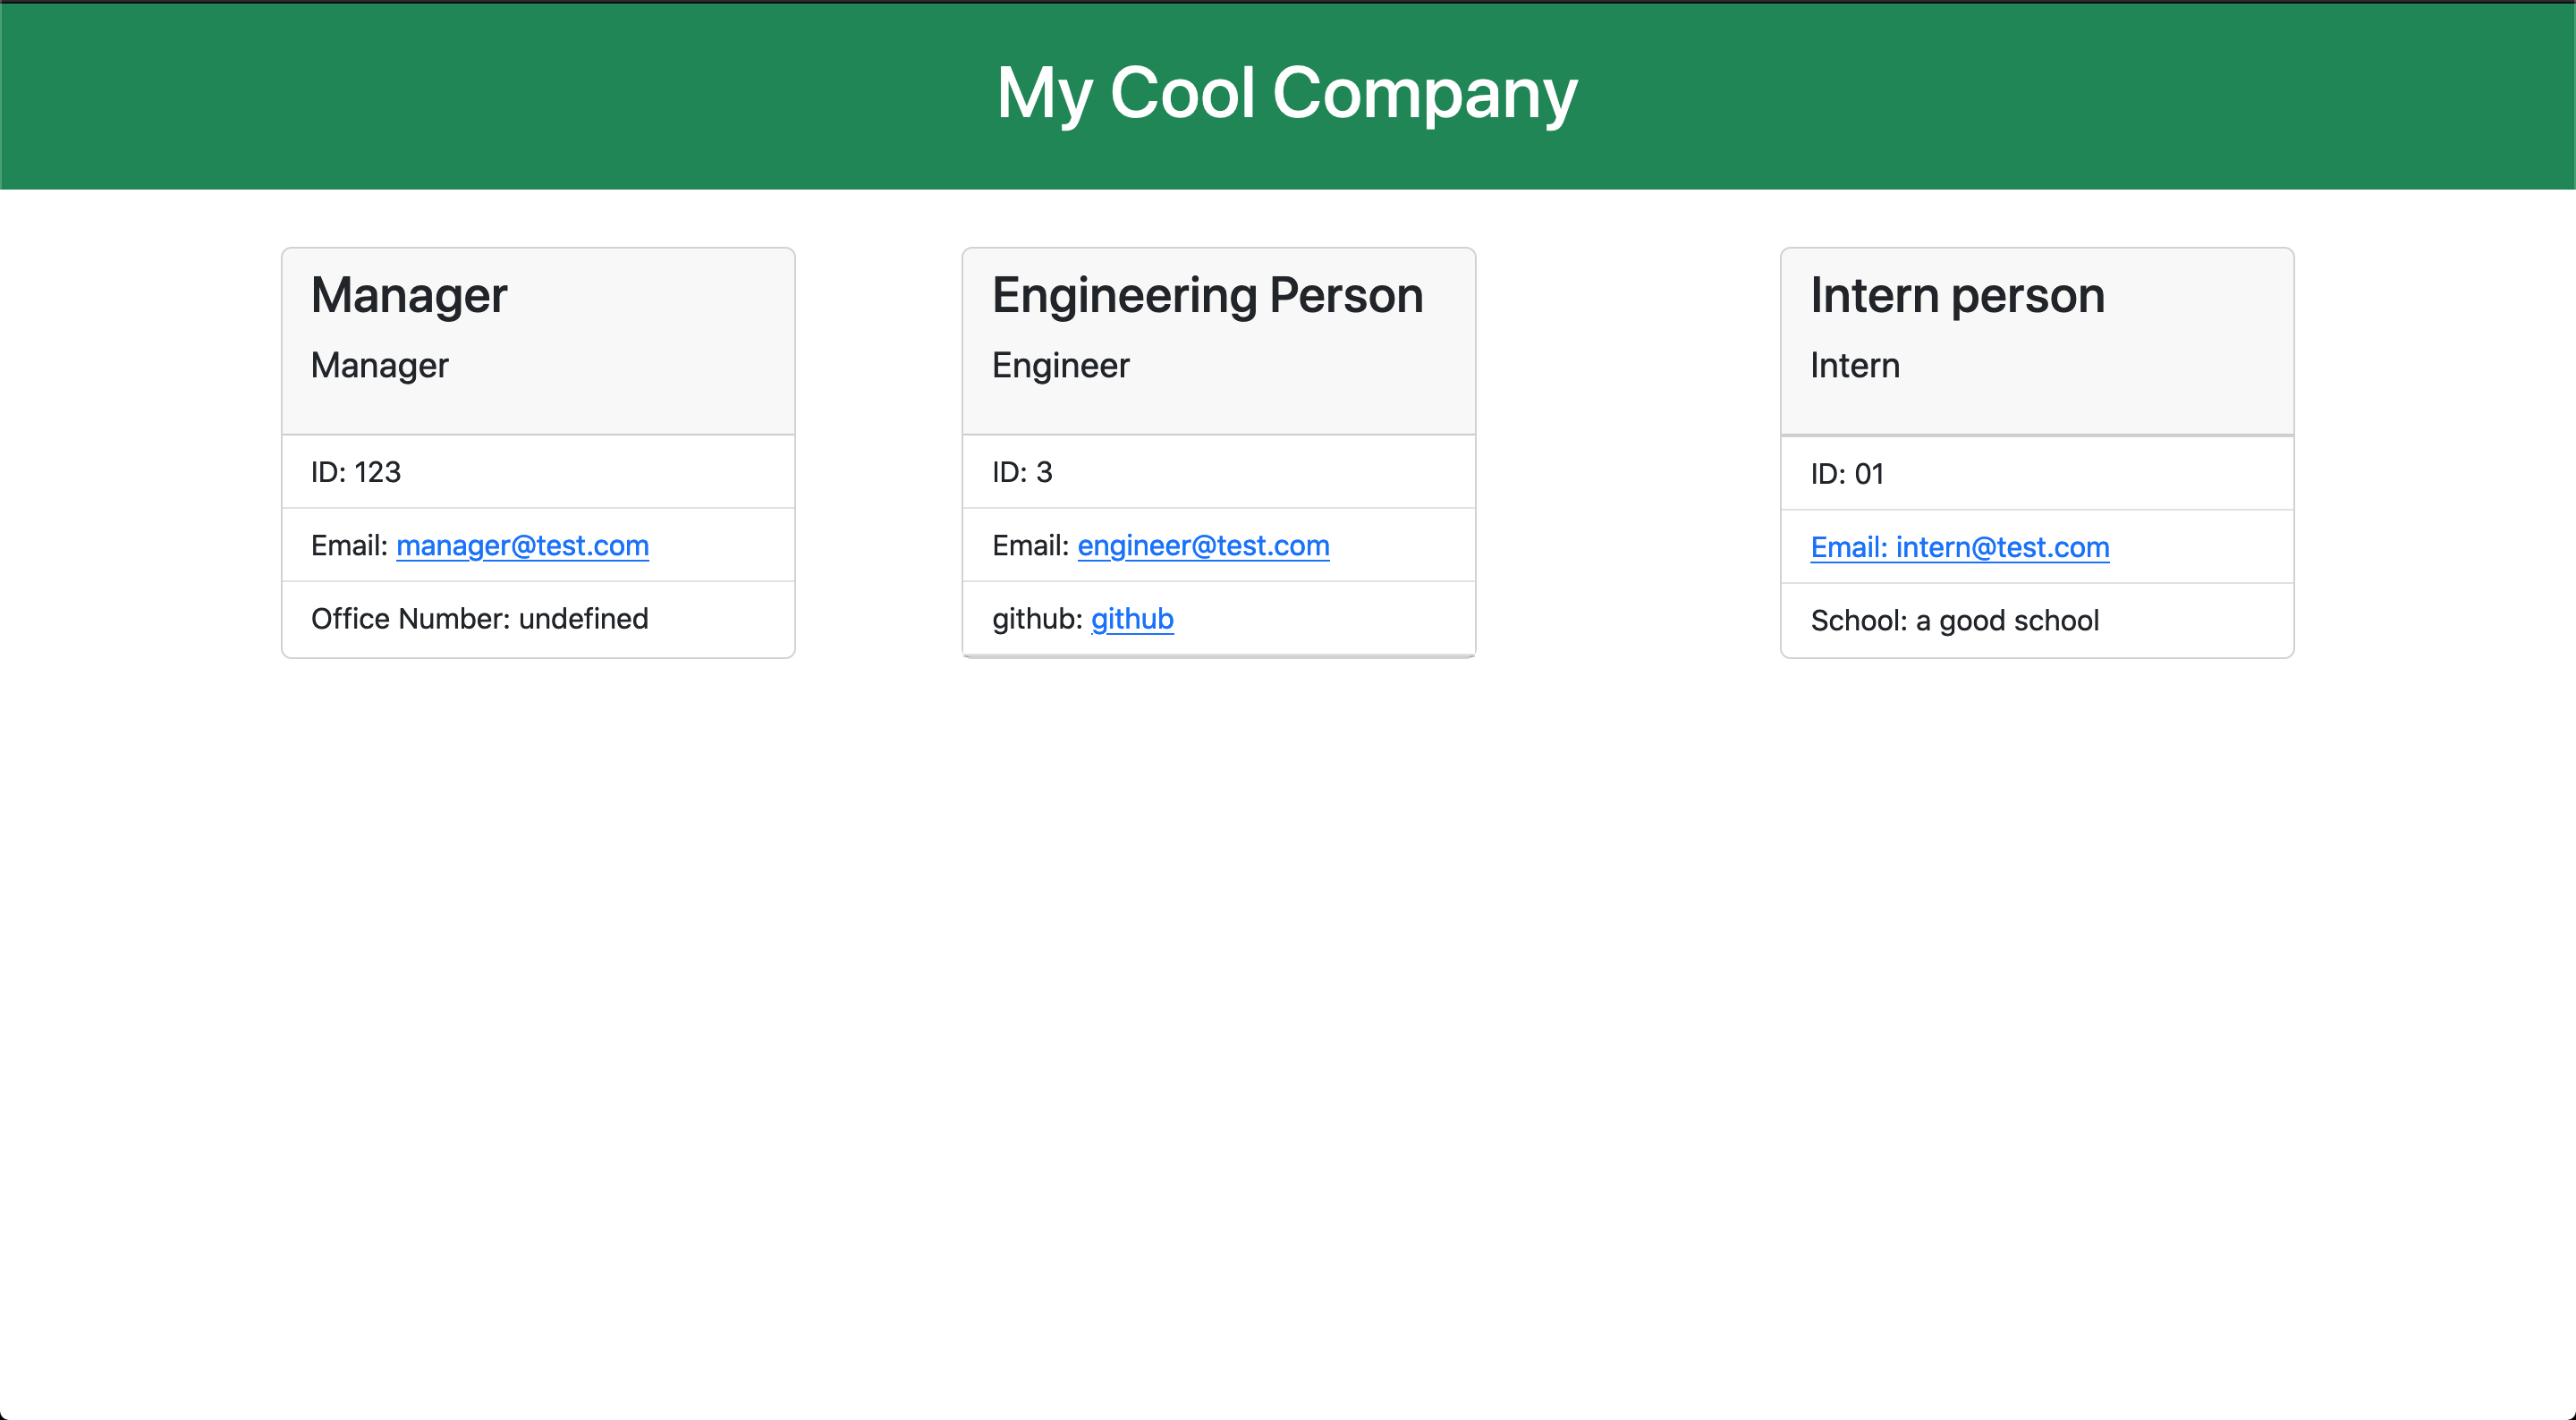 My Cool Company
Manager
Manager
ID: 123
Email: manager@test.com
Office Number: undefined
Engineering Person
Engineer
ID: 3
Email: engineer@test.com
github: github
Intern person
Intern
ID: 01
Email: intern@test.com
School: a good school